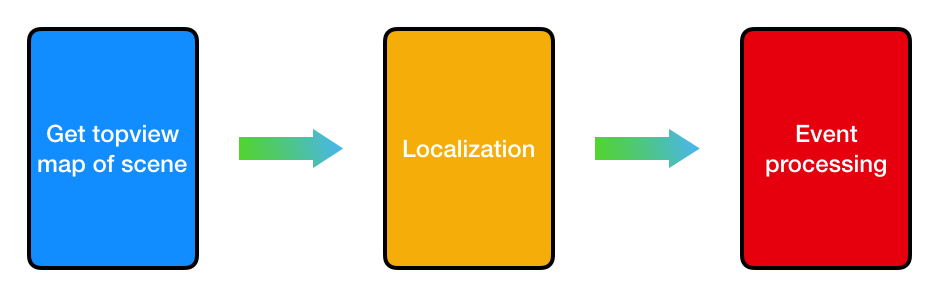 Get topview
map of scene
Localization
Event
processing